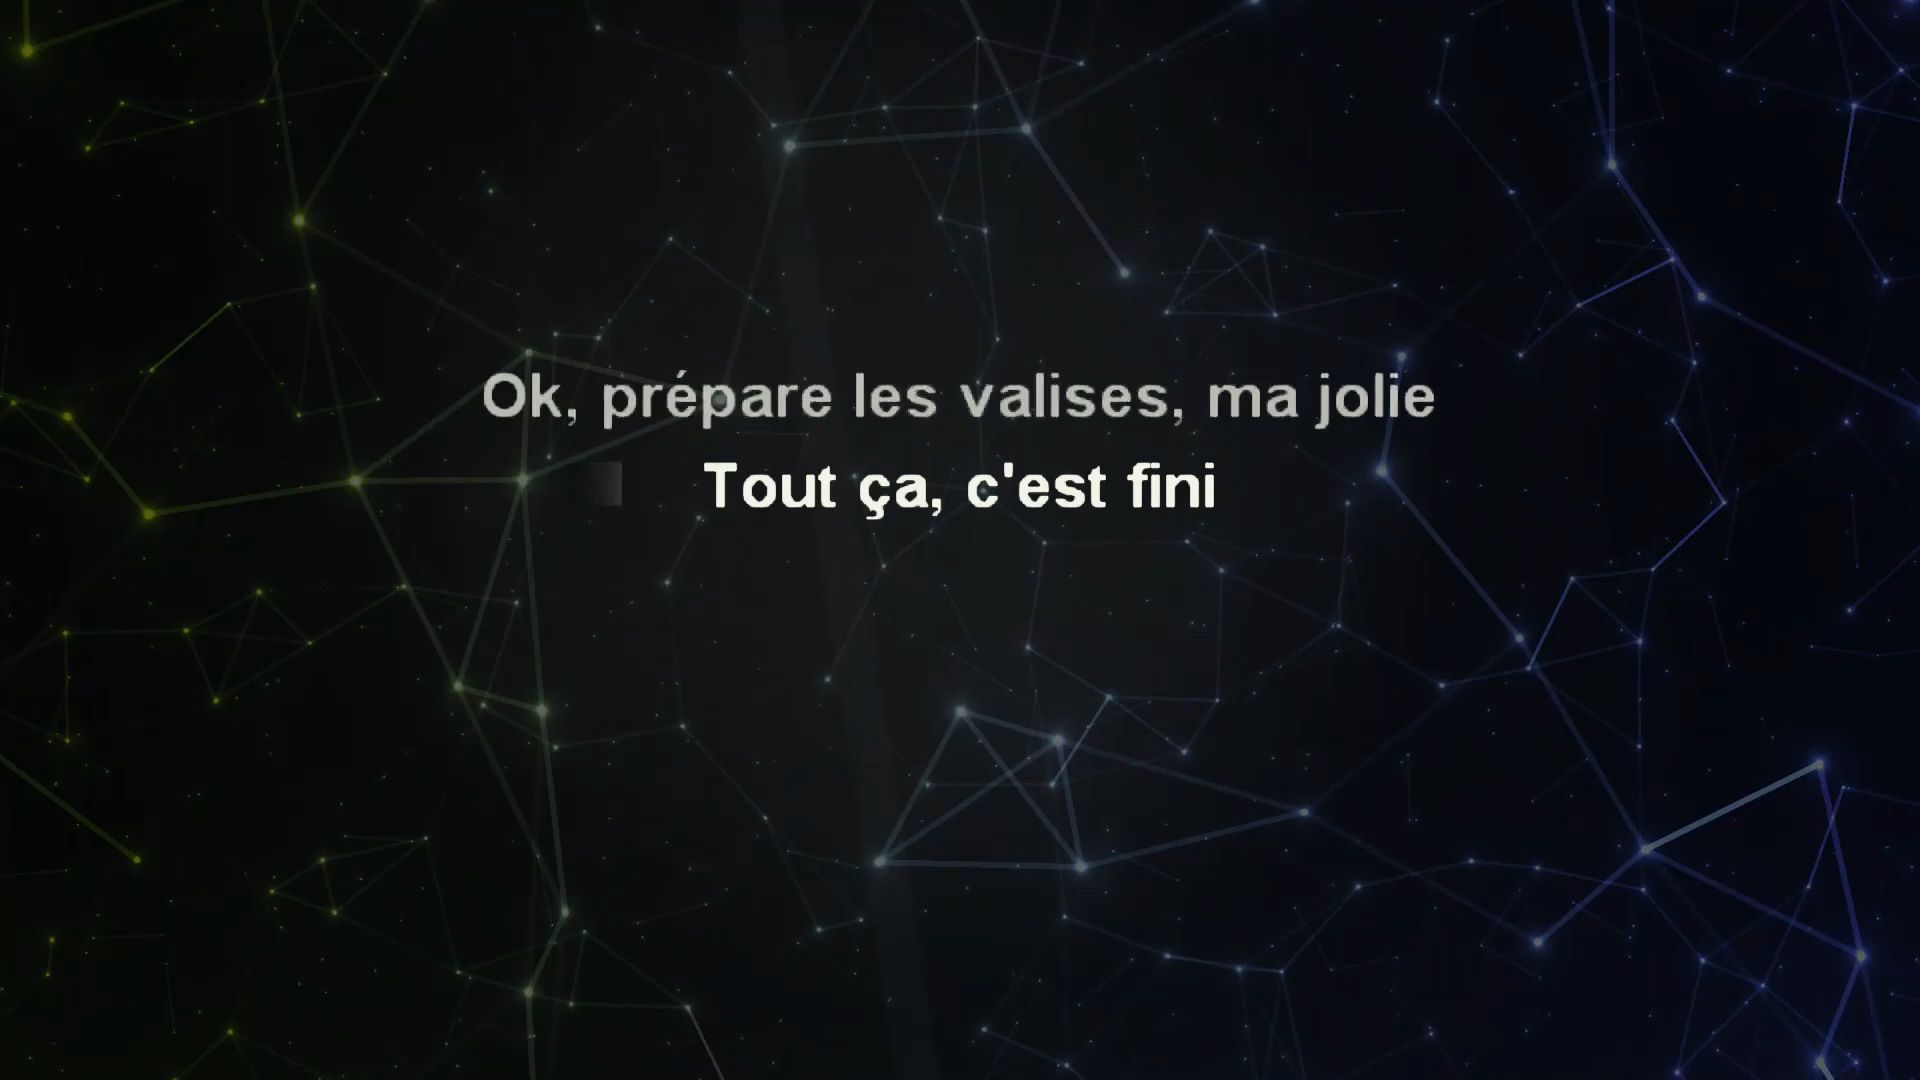 Ok, prépare les valises, ma jolie
Tout ça, c'est fini